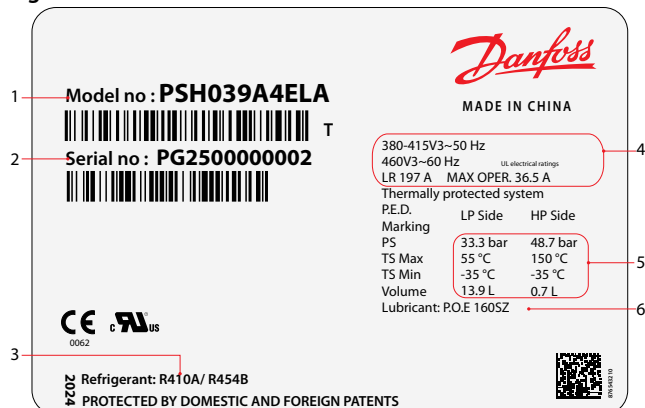 Danfoss
MADE IN CHINA
1
Model no : PSH039A4ELA
T
2
Serial no : PG2500000002
380-415V3~50 Hz
4
460V3~60 Hz UL electrical ratings
LR 197 A MAX OPER. 36.5 A
Thermally protected system
P.E.D. LP Side HP Side
Marking
PS 33.3 bar 48.7 bar
TS Max 55 °C 150 °C
5
TS Min -35 °C -35 °C
Volume 13.9 L 0.7 L
Lubricant: P.O.E 160SZ
6
CE c RU us
0062
3
2024
Refrigerant: R410A/ R454B
PROTECTED BY DOMESTIC AND FOREIGN PATENTS
876543210